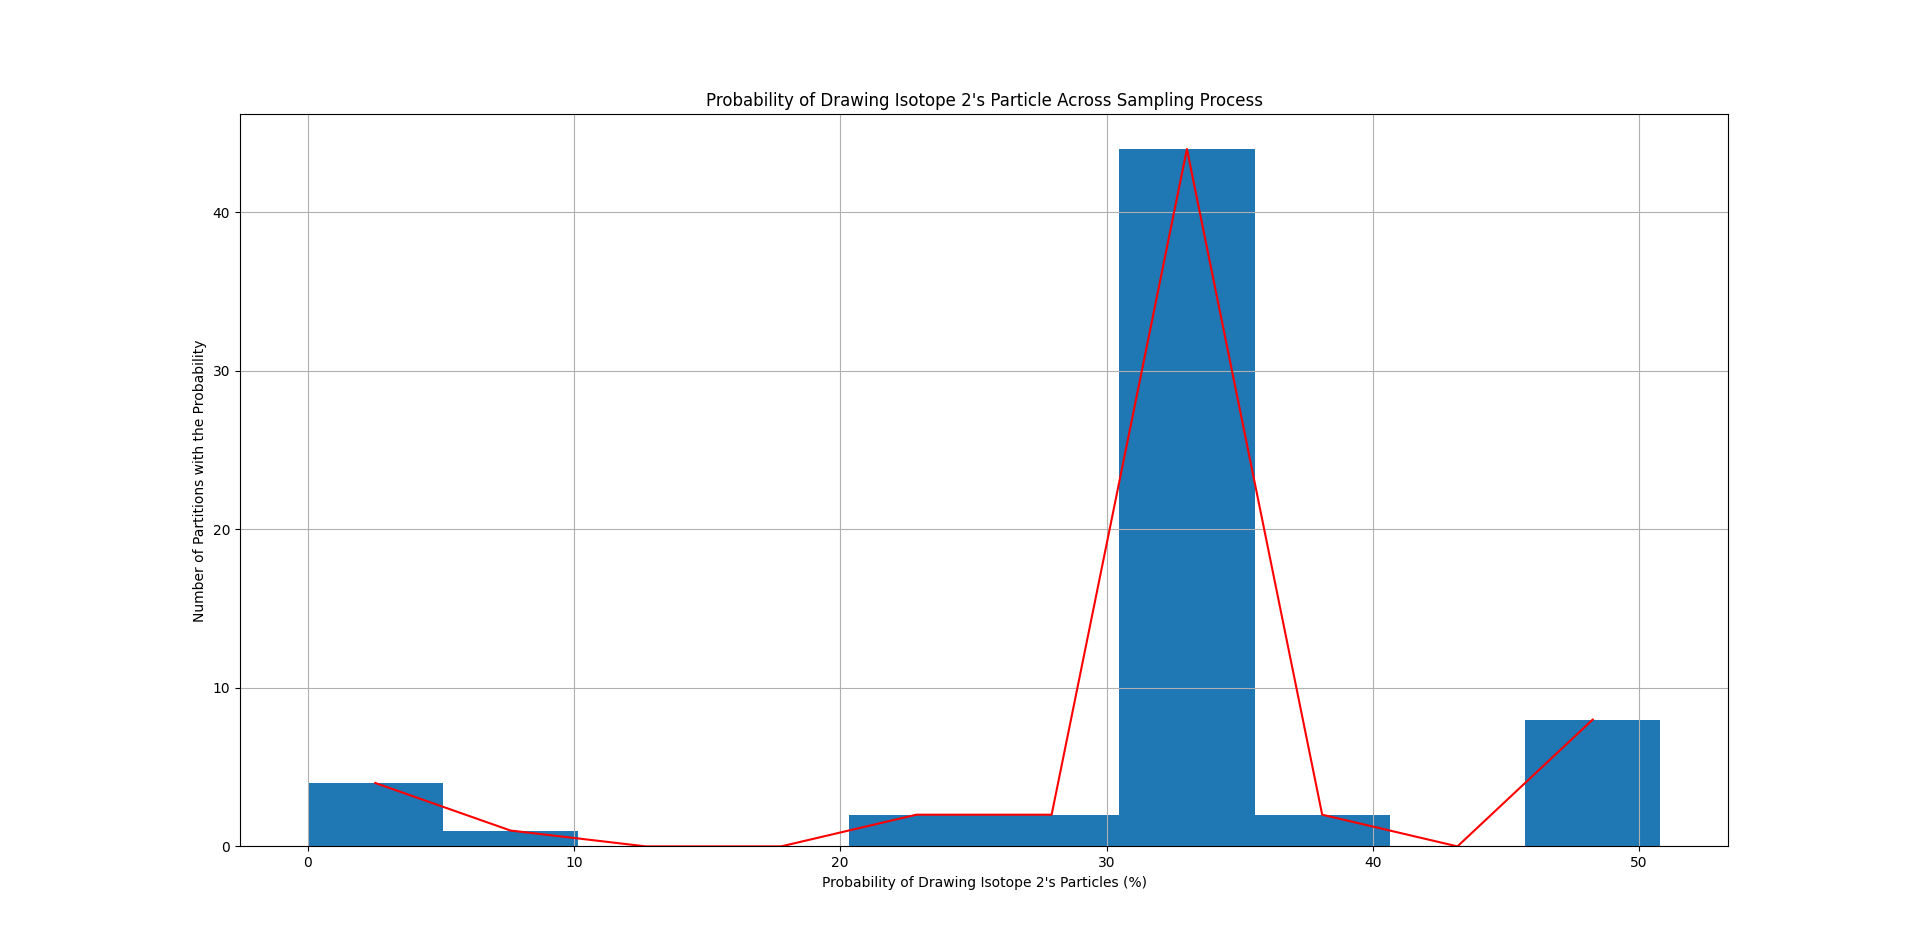 Probability of Drawing Isotope 2's Particle Across Sampling Process
Number of Partitions with the Probability
40
30
20
10
0
0 10 20 30 40 50
Probability of Drawing Isotope 2's Particles (%)